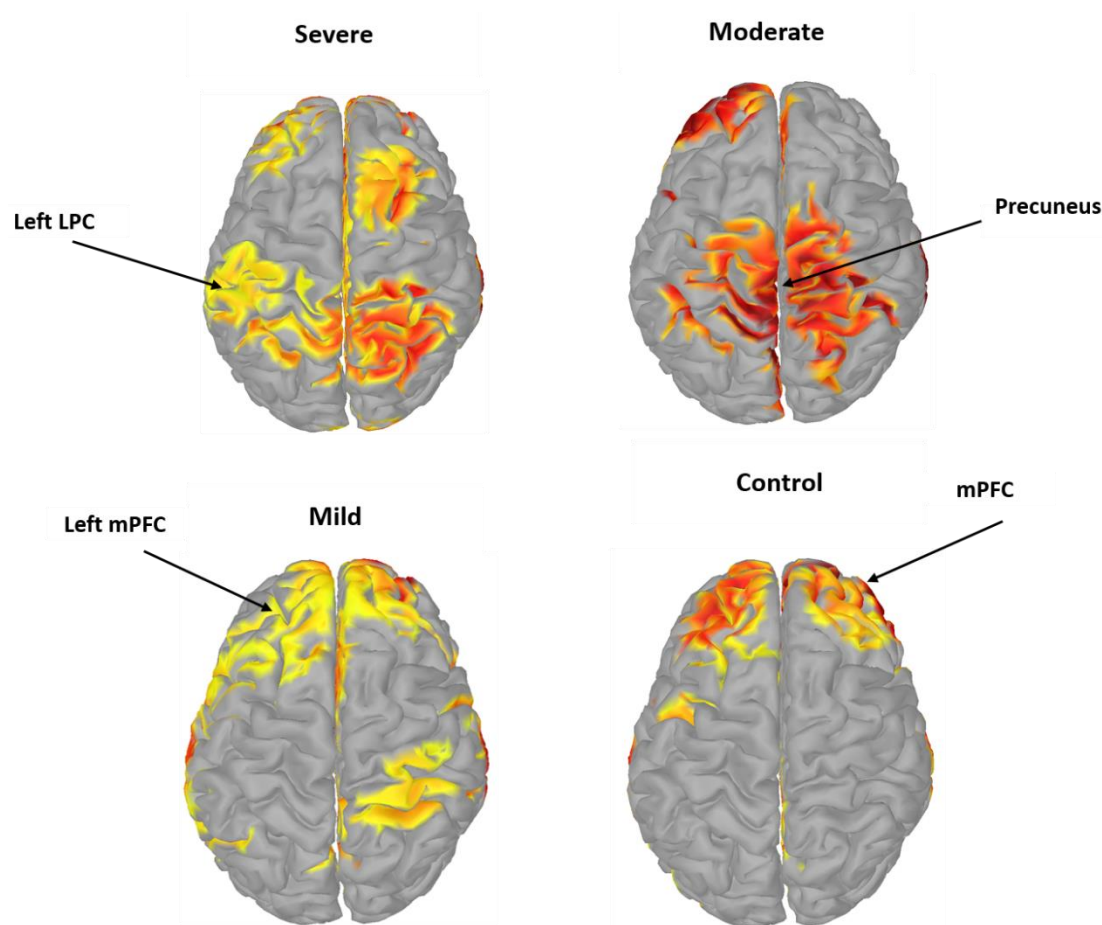 Severe
Moderate
Left LPC
Precuneus
Mild
Left mPFC
Control
mPFC